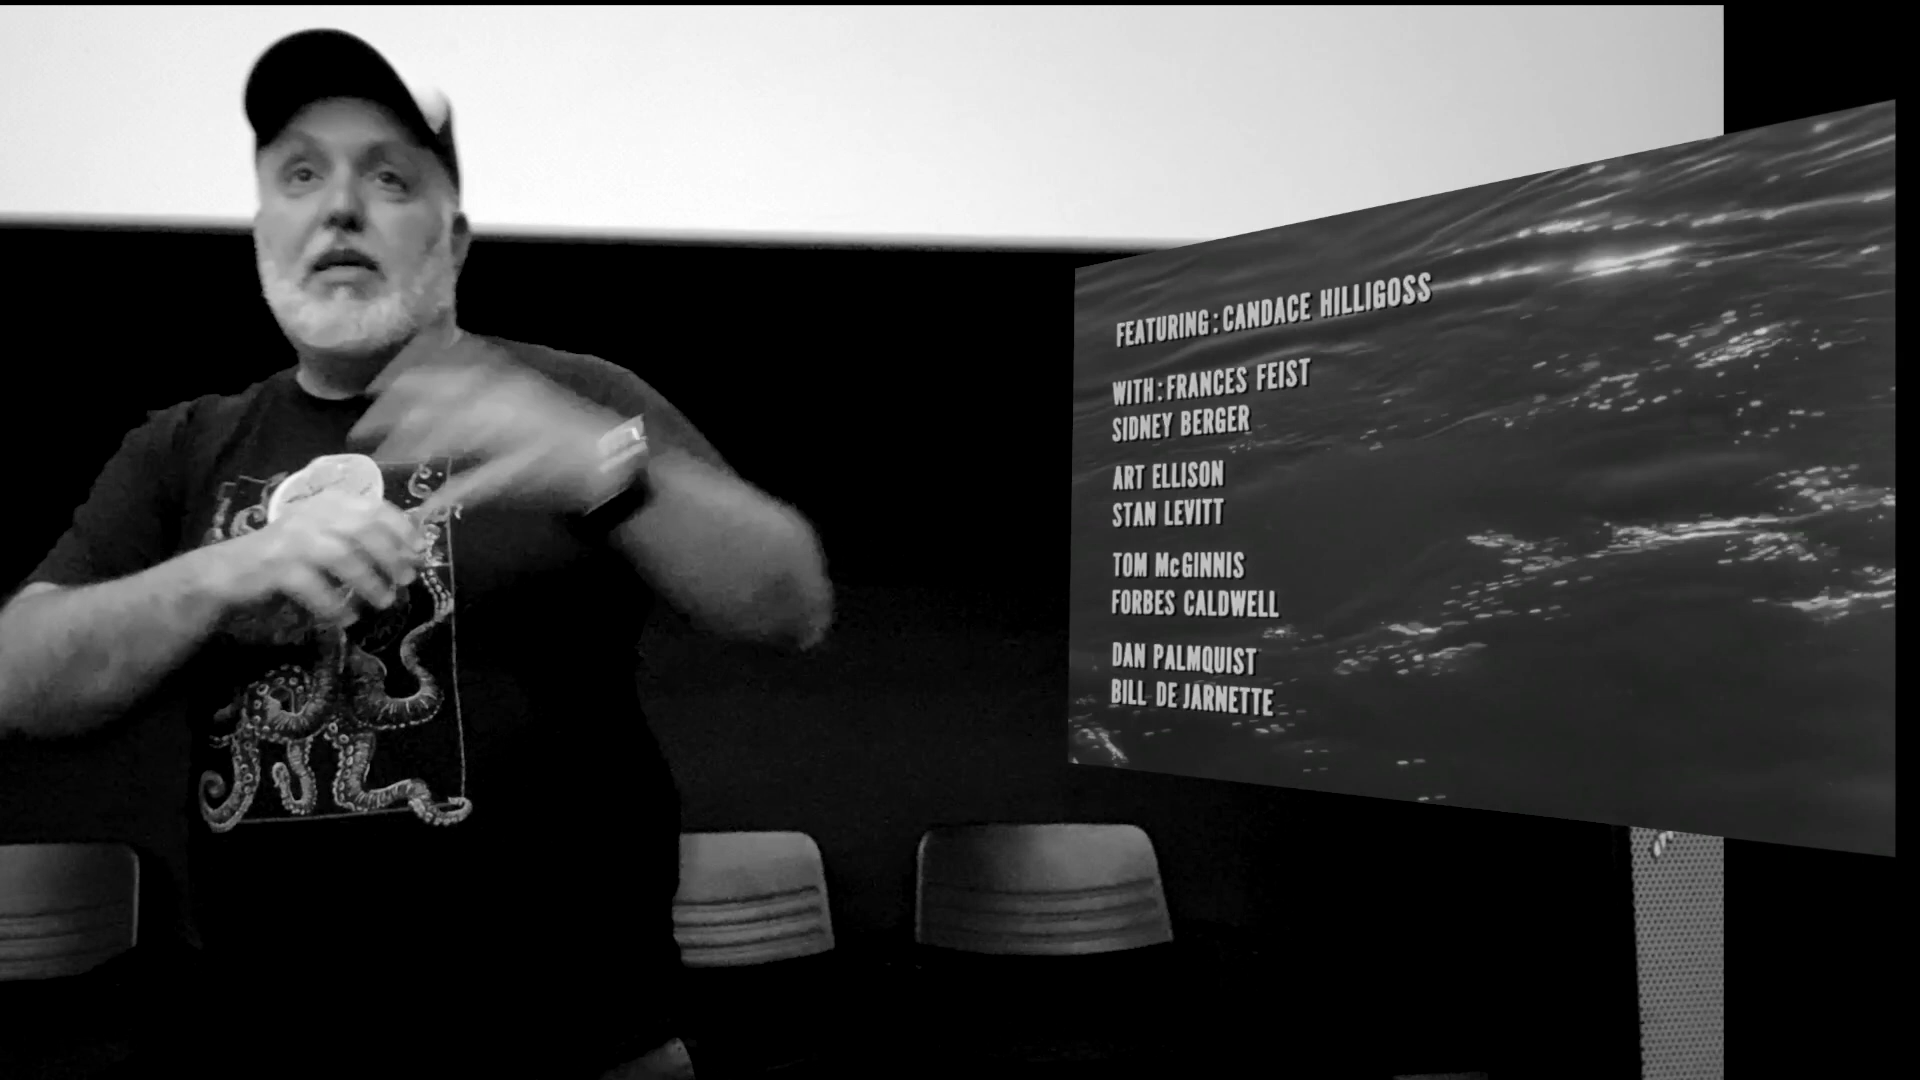 FEATURING: CANDACE HILLIGOSS
WITH: FRANCES FEIST
SIDNEY BERGER
ART ELLISON
STAN LEVITT
TOM McGINNIS
FORBES CALDWELL
DAN PALMQUIST
BILL DE JARNETTE